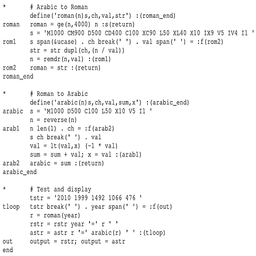 *       # Arabic to Roman
        define('roman(n)s,ch,val,str') :(roman_end)
roman   roman = ge(n,4000) n :s(return)
        s = 'M1000 CM900 D500 CD400 C100 XC90 L50 XL40 X10 IX9 V5 IV4 I1 '
rom1    s span(&ucase) . ch break(" ") . val span(" ") = :f(rom2)
        str = str dupl(ch,(n / val))
        n = remdr(n,val) :(rom1)
rom2    roman = str :(return)
roman_end

*       # Roman to Arabic
        define('arabic(n)s,ch,val,sum,x') :(arabic_end)
arabic  s = 'M1000 D500 C100 L50 X10 V5 I1 '
        n = reverse(n)
arab1   n len(1) . ch = :f(arab2)
        s ch break(" ") . val
        val = lt(val,x) (-1 * val)
        sum = sum + val; x = val :(arab1)
arab2   arabic = sum :(return)
arabic_end

*       # Test and display
        tstr = '2010 1999 1492 1066 476 '
tloop   tstr break(" ") . year span(" ") = :f(out)
        r = roman(year)
        rstr = rstr year '=' r ' '
        astr = astr r '=' arabic(r) ' ' :(tloop)
out     output = rstr; output = astr
end